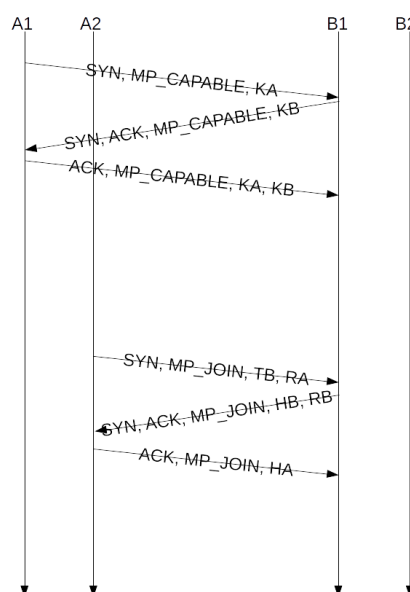 A1 A2 B1 B2
SYN, MP_CAPABLE, KA
SYN, ACK, MP_CAPABLE, KB
ACK, MP_CAPABLE, KA, KB
SYN, MP_JOIN, TB, RA
SYN, ACK, MP_JOIN, HB, RB
ACK, MP_JOIN, HA